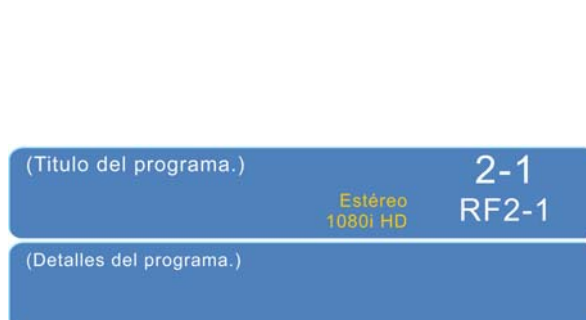 (Titulo del programa.)
2-1
Estéreo
1080i HD
RF2-1
(Detalles del programa.)